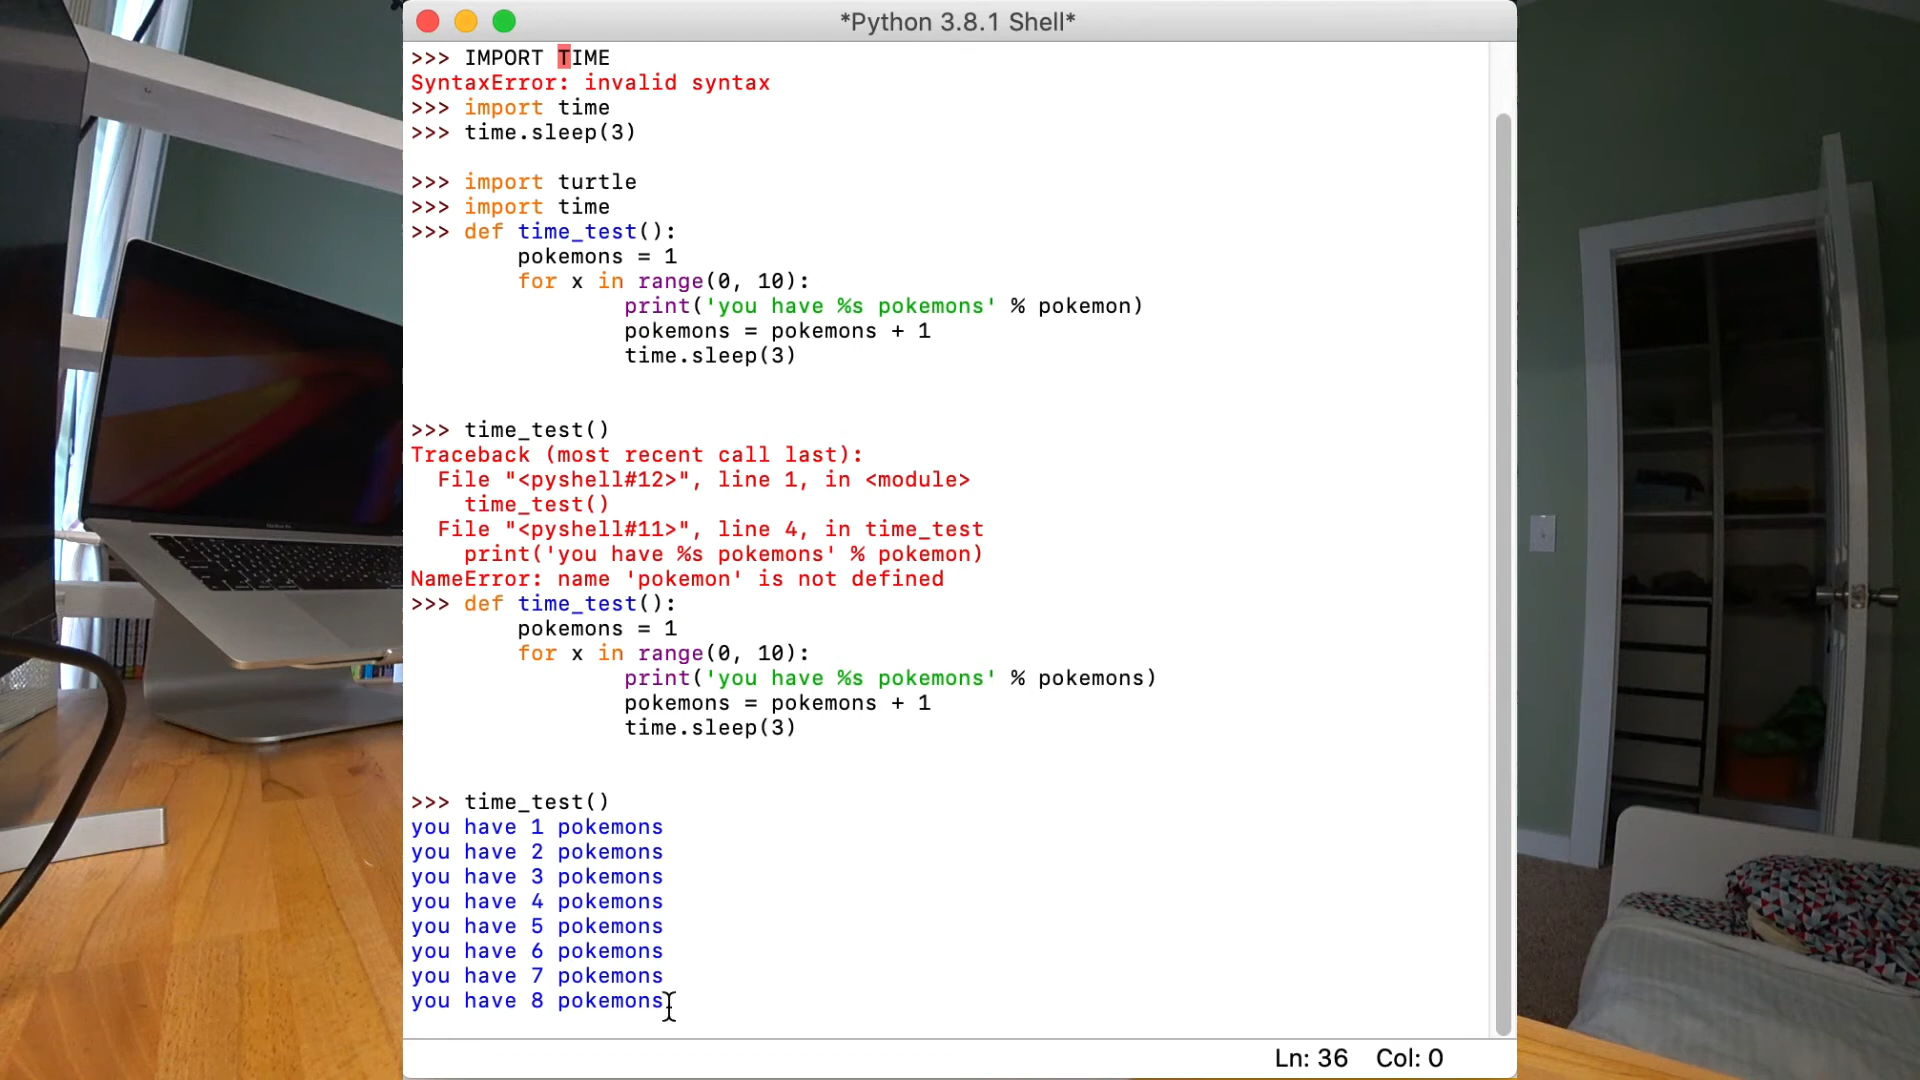 *Python 3.8.1 Shell*
>>> IMPORT TIME
SyntaxError: invalid syntax
>>> import time
>>> time.sleep(3)
>>> import turtle
>>> import time
>>> def time_test():
pokemons = 1
for x in range(0, 10):
print('you have %s pokemons' % pokemon)
pokemons = pokemons + 1
time.sleep(3)
>>> time_test()
Traceback (most recent call last):
File "<pyshell#12>", line 1, in <module>
time_test()
File "<pyshell#11>", line 4, in time_test
print('you have %s pokemons' % pokemon)
NameError: name 'pokemon' is not defined
>>> def time_test():
pokemons = 1
for x in range(0, 10):
print('you have %s pokemons' % pokemons)
pokemons = pokemons + 1
time.sleep(3)
>>> time_test()
you have 1 pokemons
you have 2 pokemons
you have 3 pokemons
you have 4 pokemons
you have 5 pokemons
you have 6 pokemons
you have 7 pokemons
you have 8 pokemons
Ln: 36 Col: 0